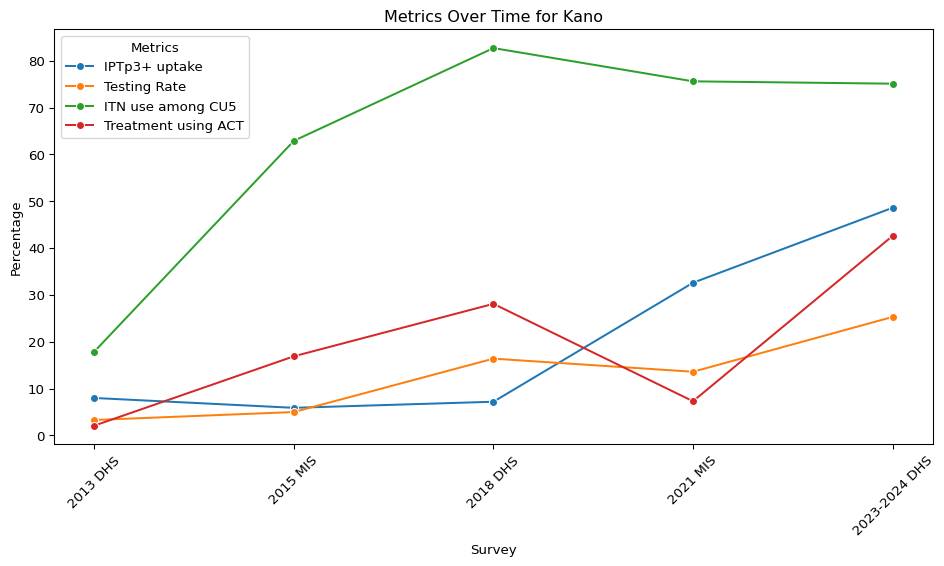 Metrics Over Time for Kano
Metrics
IPTp3+ uptake
Testing Rate
ITN use among CU5
Treatment using ACT
Percentage
80
70
60
50
40
30
20
10
0
2013 DHS
2015 MIS
2018 DHS
2021 MIS
2023-2024 DHS
Survey